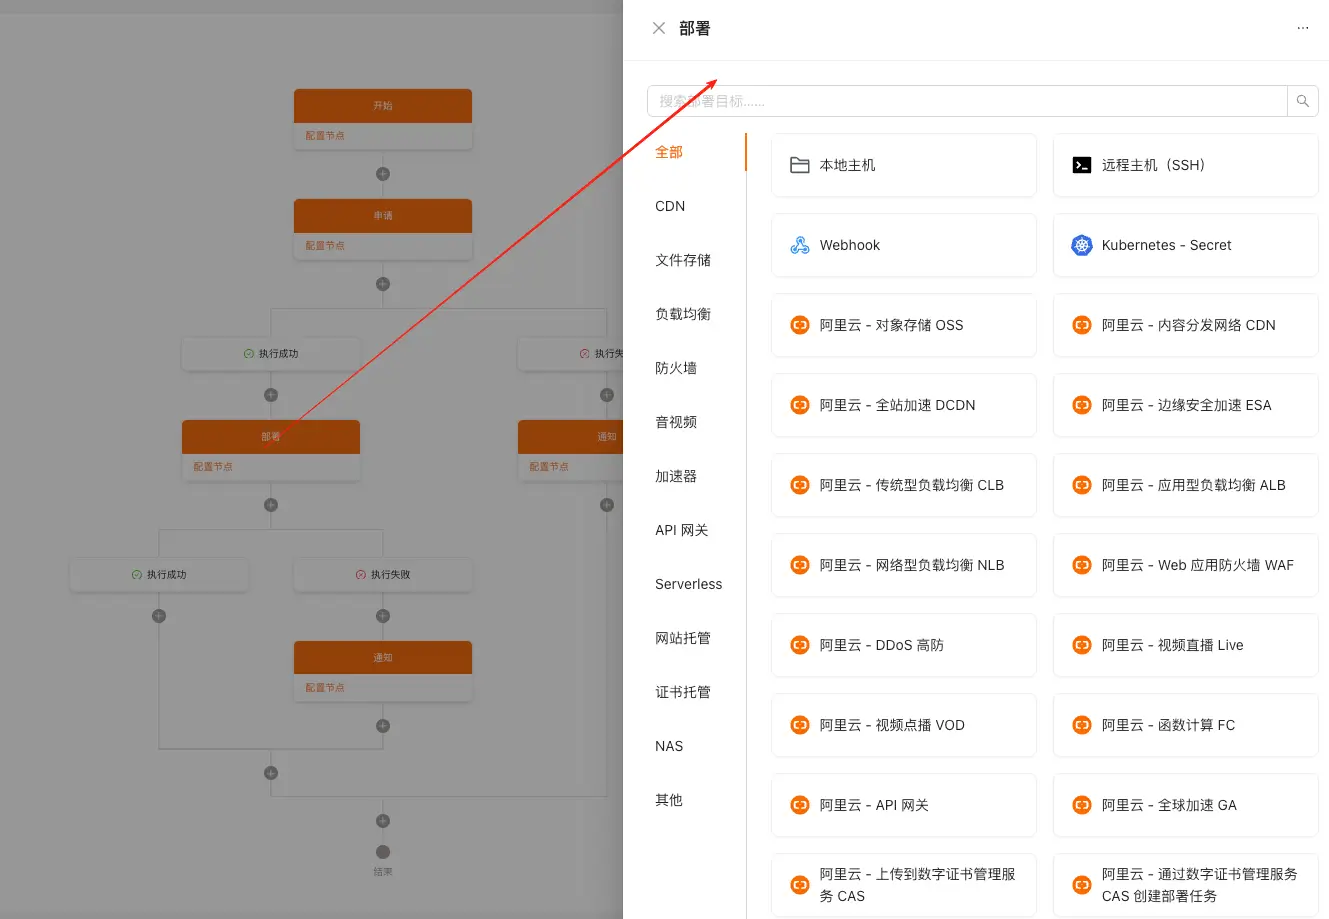 开始
配置节点
申请
配置节点
执行成功
执行失
部署
配置节点
通知
配置节点
执行成功
执行失败
通知
配置节点
结束
部署
搜索部署目标......
全部
CDN
文件存储
负载均衡
防火墙
音视频
加速器
API 网关
Serverless
网站托管
证书托管
NAS
其他
本地主机
远程主机（SSH）
Webhook
Kubernetes - Secret
阿里云 - 对象存储 OSS
阿里云 - 内容分发网络 CDN
阿里云 - 全站加速 DCDN
阿里云 - 边缘安全加速 ESA
阿里云 - 传统型负载均衡 CLB
阿里云 - 应用型负载均衡 ALB
阿里云 - 网络型负载均衡 NLB
阿里云 - Web 应用防火墙 WAF
阿里云 - DDoS 高防
阿里云 - 视频直播 Live
阿里云 - 视频点播 VOD
阿里云 - 函数计算 FC
阿里云 - API 网关
阿里云 - 全球加速 GA
阿里云 - 上传到数字证书管理服
务 CAS
阿里云 - 通过数字证书管理服务
CAS 创建部署任务